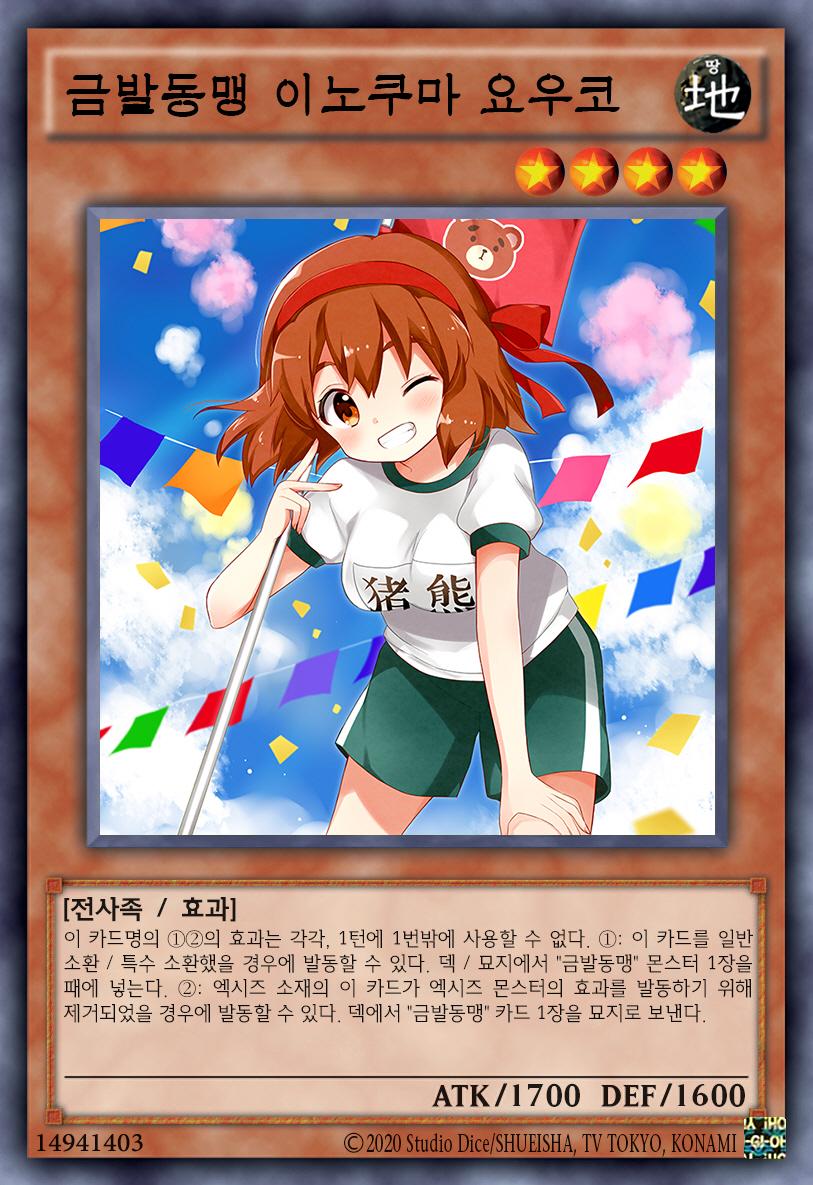 금발동맹 이노쿠마 요우코
땅
地
猪熊
[전사족 / 효과]
이 카드명의 ①②의 효과는 각각, 1턴에 1번밖에 사용할 수 없다. ①: 이 카드를 일반
소환 / 특수 소환했을 경우에 발동할 수 있다. 덱 / 묘지에서 "금발동맹" 몬스터 1장을
패에 넣는다. ②: 엑시즈 소재의 이 카드가 엑시즈 몬스터의 효과를 발동하기 위해
제거되었을 경우에 발동할 수 있다. 덱에서 "금발동맹" 카드 1장을 묘지로 보낸다.
ATK/1700 DEF/1600
14941403 ©2020 Studio Dice/SHUEISHA, TV TOKYO, KONAMI